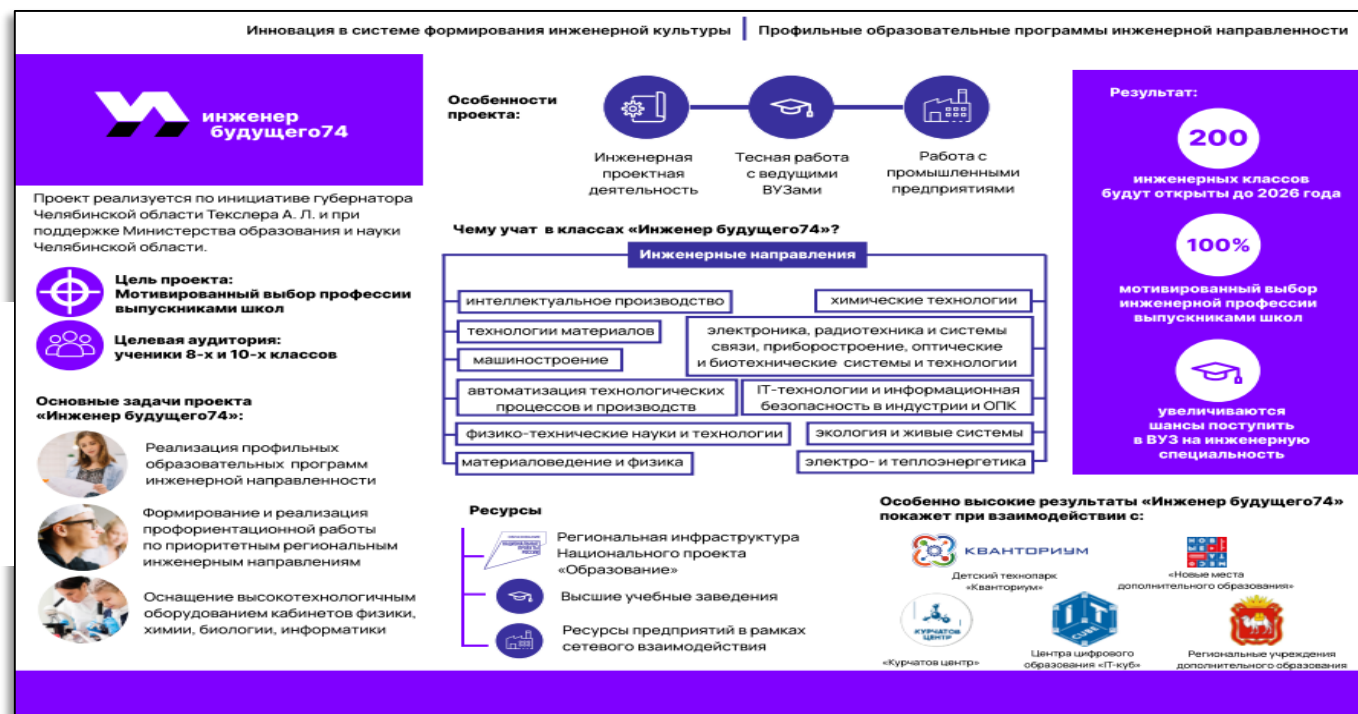 Инновация в системе формирования инженерной культуры
Профильные образовательные программы инженерной направленности
инженер
будущего74
Проект реализуется по инициативе губернатора
Челябинской области Текслера А. Л. и при
поддержке Министерства образования и науки
Челябинской области.
Цель проекта:
Мотивированный выбор профессии
выпускниками школ
Целевая аудитория:
ученики 8-х и 10-х классов
Основные задачи проекта
«Инженер будущего74»:
Реализация профильных
образовательных программ
инженерной направленности
Формирование и реализация
профориентационной работы
по приоритетным региональным
инженерным направлениям
Оснащение высокотехнологичным
оборудованием кабинетов физики,
химии, биологии, информатики
Особенности
проекта:
Инженерная
проектная
деятельность
Тесная работа
с ведущими
ВУЗами
Работа с
промышленными
предприятиями
Чему учат в классах «Инженер будущего74»?
Инженерные направления
интеллектуальное производство
технологии материалов
машиностроение
автоматизация технологических
процессов и производств
физико-технические науки и технологии
материаловедение и физика
химические технологии
электроника, радиотехника и системы
связи, приборостроение, оптические
и биотехнические системы и технологии
IT-технологии и информационная
безопасность в индустрии и ОПК
экология и живые системы
электро- и теплоэнергетика
Ресурсы
Региональная инфраструктура
Национального проекта
«Образование»
Высшие учебные заведения
Ресурсы предприятий в рамках
сетевого взаимодействия
Результат:
200
инженерных классов
будут открыты до 2026 года
100%
мотивированный выбор
инженерной профессии
выпускниками школ
увеличиваются
шансы поступить
в ВУЗ на инженерную
специальность
Особенно высокие результаты «Инженер будущего74»
покажет при взаимодействии с:
КВАНТОРИУМ
Детский технопарк
«Кванториум»
«Новые места
дополнительного образования»
КУРЧАТОВ
ЦЕНТР
«Курчатов центр»
IT
CUBE
Центра цифрового
образования «IT-куб»
Региональные учреждения
дополнительного образования